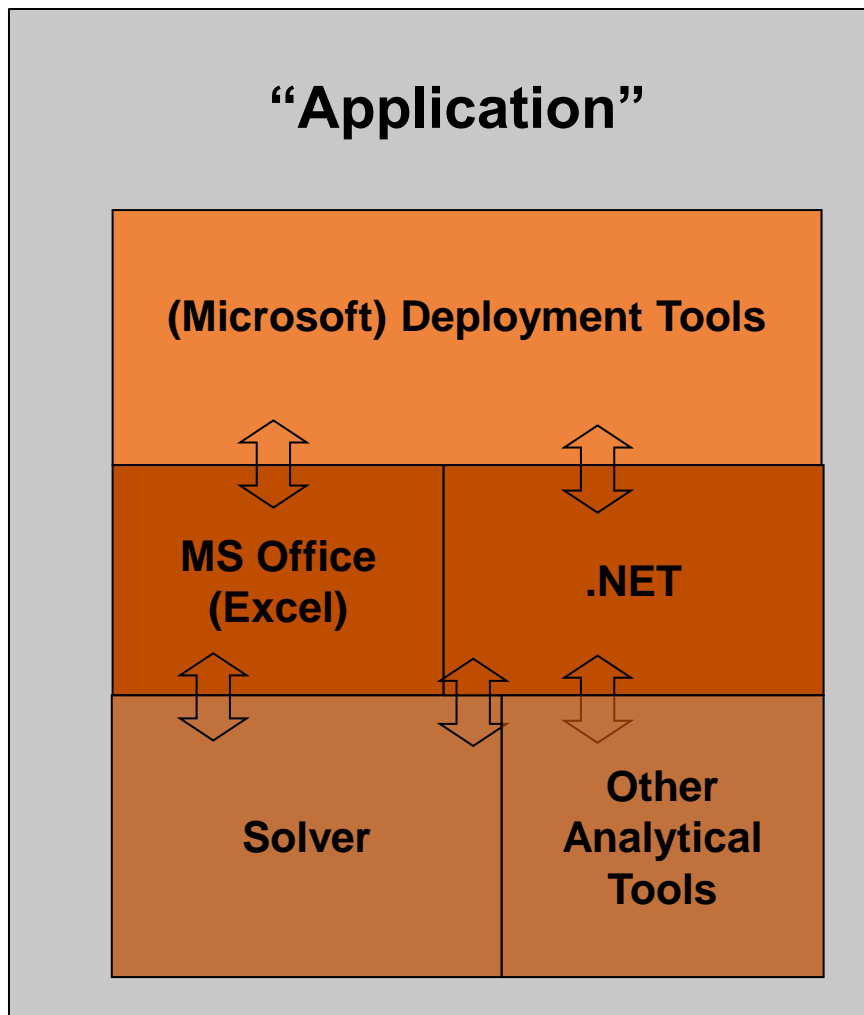 “Application”
(Microsoft) Deployment Tools
MS Office
(Excel)
.NET
Solver
Other
Analytical
Tools